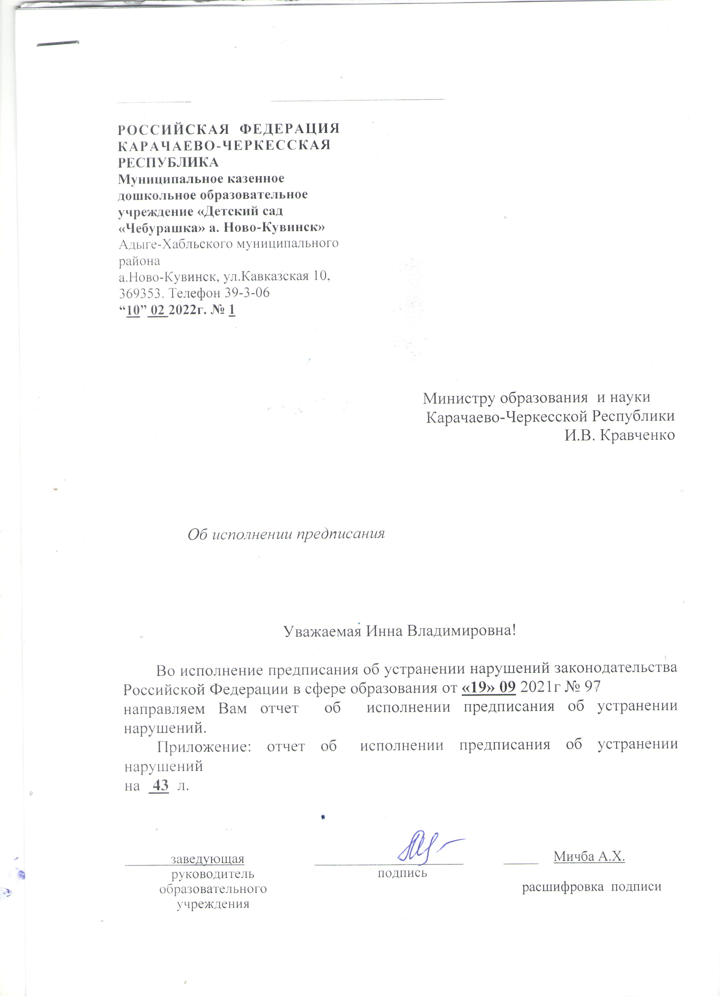 РОССИЙСКАЯ ФЕДЕРАЦИЯ
КАРАЧАЕВО-ЧЕРКЕССКАЯ
РЕСПУБЛИКА
Муниципальное казенное
дошкольное образовательное
учреждение «Детский сад
«Чебурашка» а. Ново-Кувинск»
Адыге-Хабльского муниципального
района
а.Ново-Кувинск, ул.Кавказская 10,
369353. Телефон 39-3-06
“10” 02 2022г. № 1
Министру образования и науки
Карачаево-Черкесской Республики
И.В. Кравченко
Об исполнении предписания
Уважаемая Инна Владимировна!
Во исполнение предписания об устранении нарушений законодательства
Российской Федерации в сфере образования от «19» 09 2021г № 97
направляем Вам отчет об исполнении предписания об устранении
нарушений.
Приложение: отчет об исполнении предписания об устранении
нарушений
на 43 л.
заведующая Мичба А.Х.
руководитель подпись
образовательного расшифровка подписи
учреждения